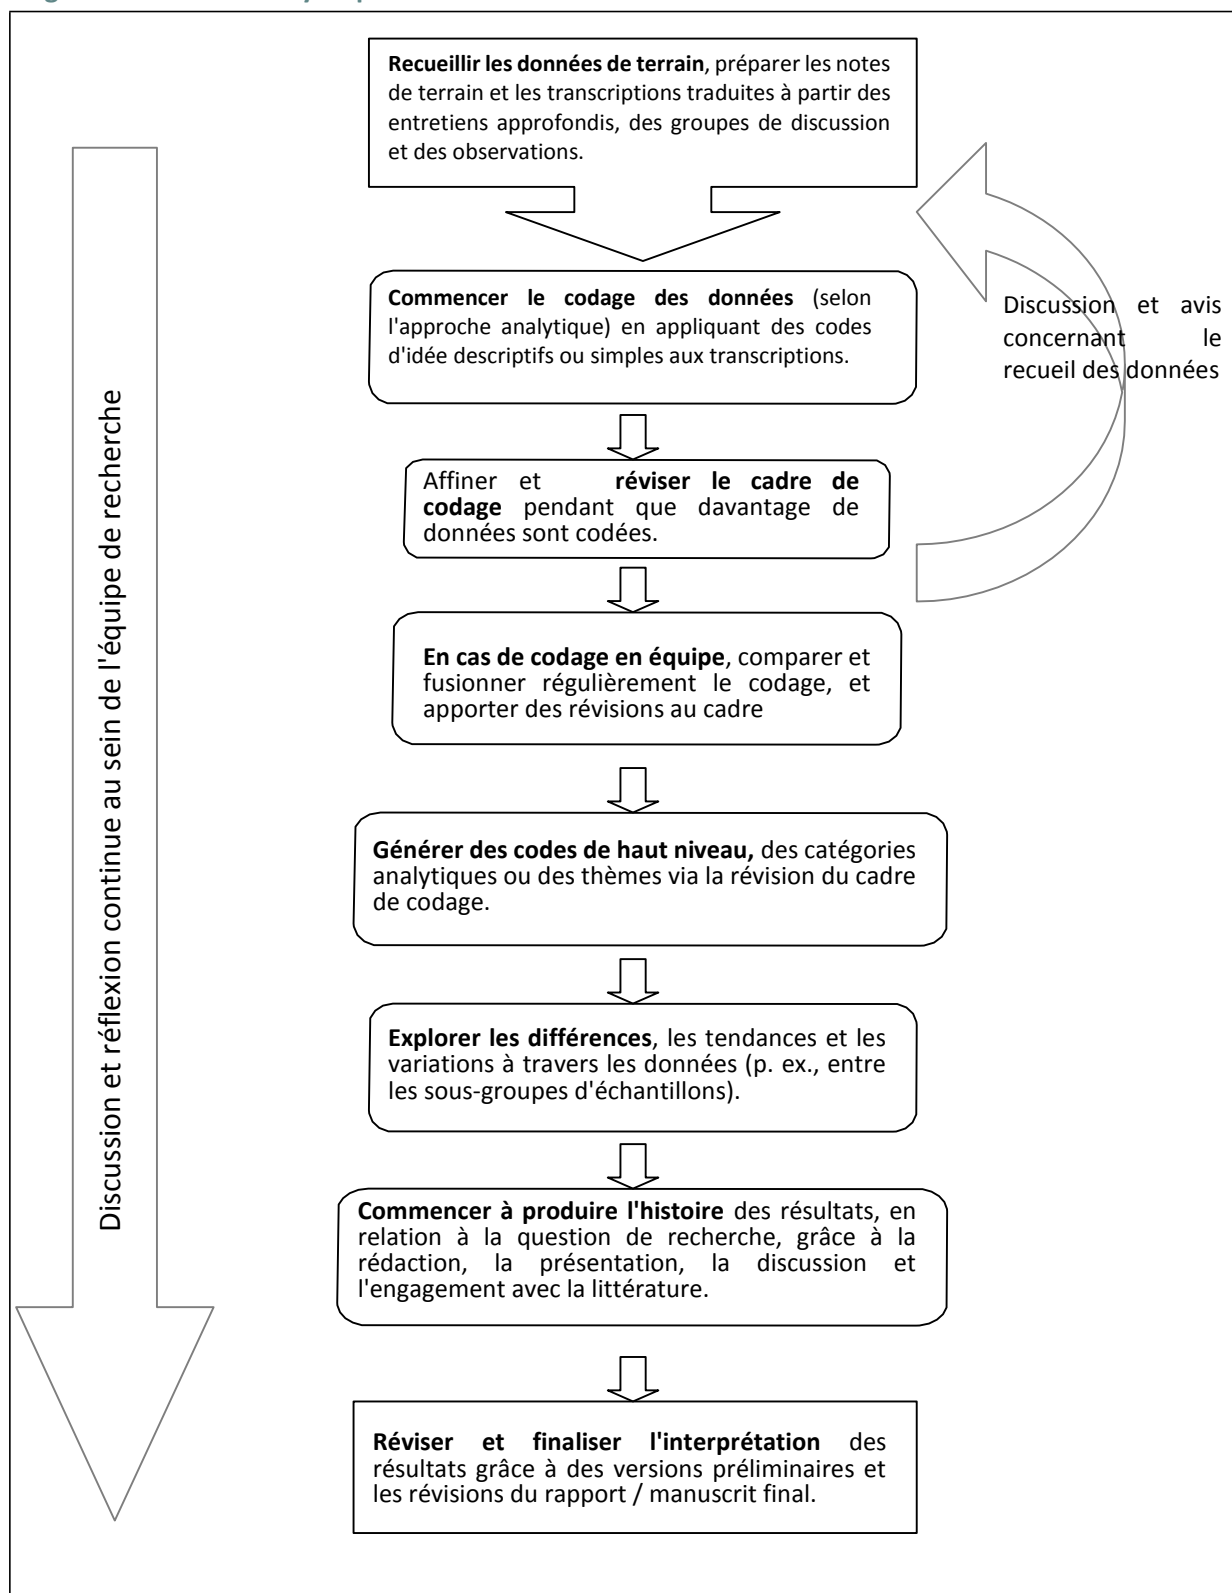 Recueillir les données de terrain, préparer les notes
de terrain et les transcriptions traduites à partir des
entretiens approfondis, des groupes de discussion
et des observations.
Commencer le codage des données (selon
l'approche analytique) en appliquant des codes
d'idée descriptifs ou simples aux transcriptions.
Discussion et avis
concernant le
recueil des données
Affiner et réviser le cadre de
codage pendant que davantage de
données sont codées.
En cas de codage en équipe, comparer et
fusionner régulièrement le codage, et
apporter des révisions au cadre
Générer des codes de haut niveau, des catégories
analytiques ou des thèmes via la révision du cadre
de codage.
Explorer les différences, les tendances et les
variations à travers les données (p. ex., entre
les sous-groupes d'échantillons).
Commencer à produire l'histoire des résultats, en
relation à la question de recherche, grâce à la
rédaction, la présentation, la discussion et
l'engagement avec la littérature.
Réviser et finaliser l'interprétation des
résultats grâce à des versions préliminaires et
les révisions du rapport / manuscrit final.
Discussion et réflexion continue au sein de l'équipe de recherche